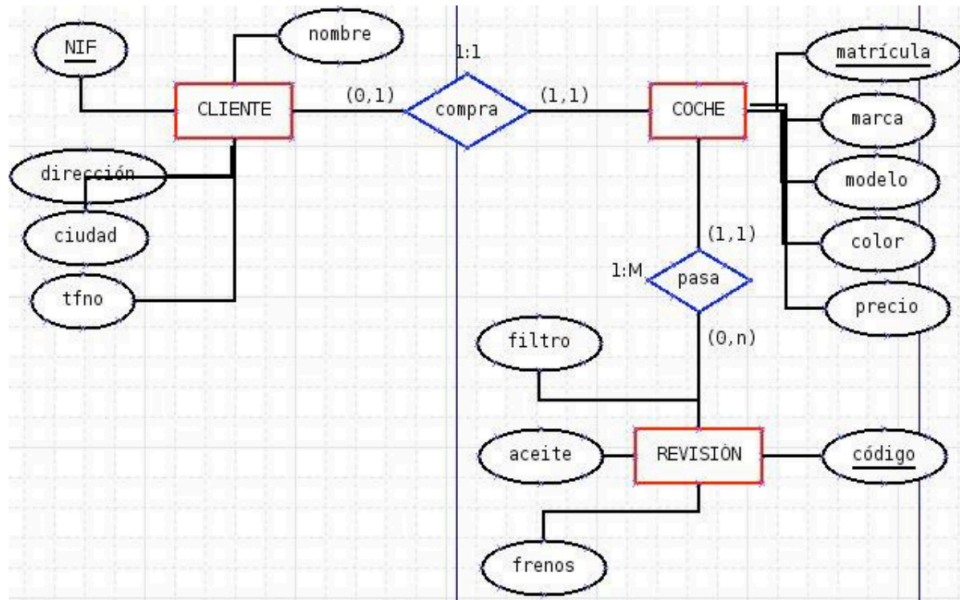 NIF
nombre
1:1
matrícula
CLIENTE
(0,1)
compra
(1,1)
COCHE
marca
dirección
modelo
ciudad
(1,1)
color
1:M
pasa
tfno
precio
filtro
(0,n)
aceite
REVISIÒN
código
frenos